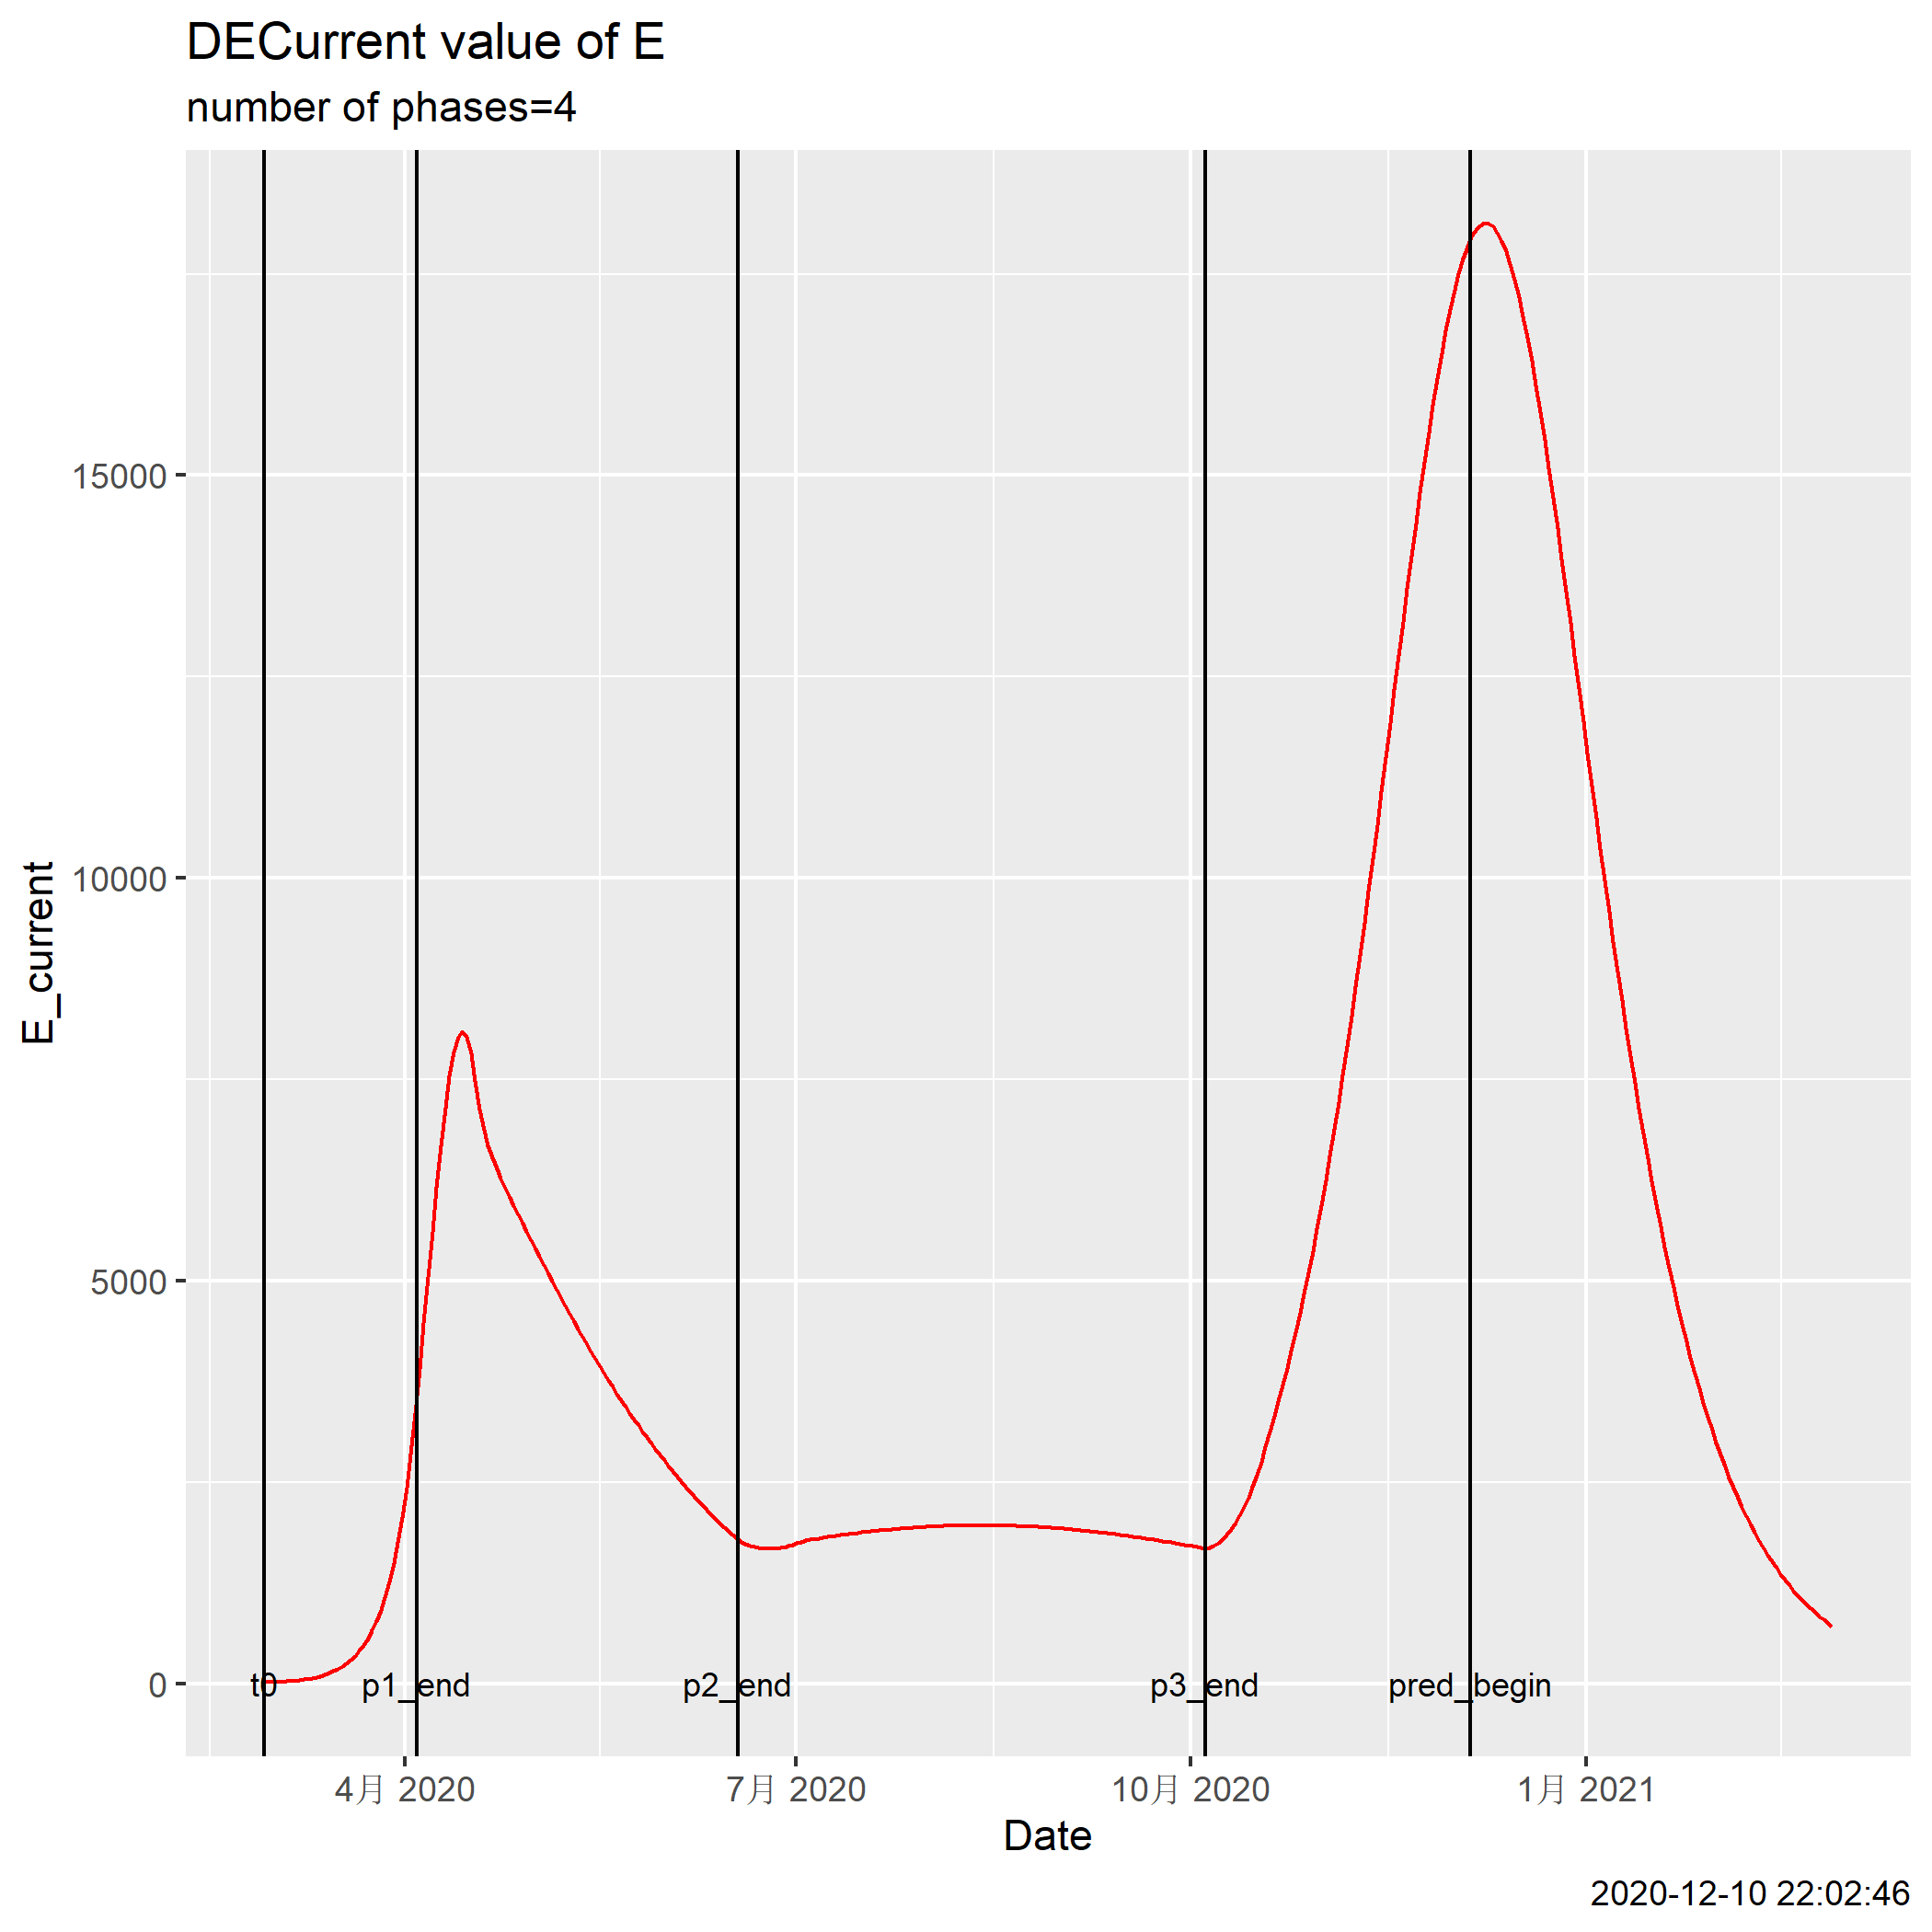 DECurrent value of E
number of phases=4
E_current
15000
10000
5000
0
t0 p1_end p2_end p3_end pred_begin
4月 2020 7月 2020 10月 2020 1月 2021
Date
2020-12-10 22:02:46